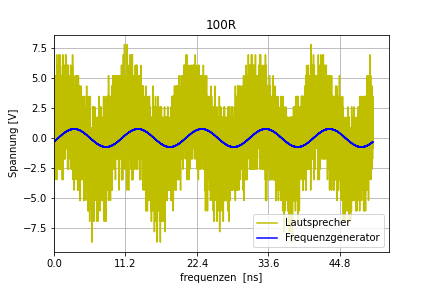 100R
7.5
5.0
2.5
0.0
−2.5
−5.0
−7.5
Spannung [V]
Lautsprecher
Frequenzgenerator
0.0 11.2 22.4 33.6 44.8
frequenzen [ns]